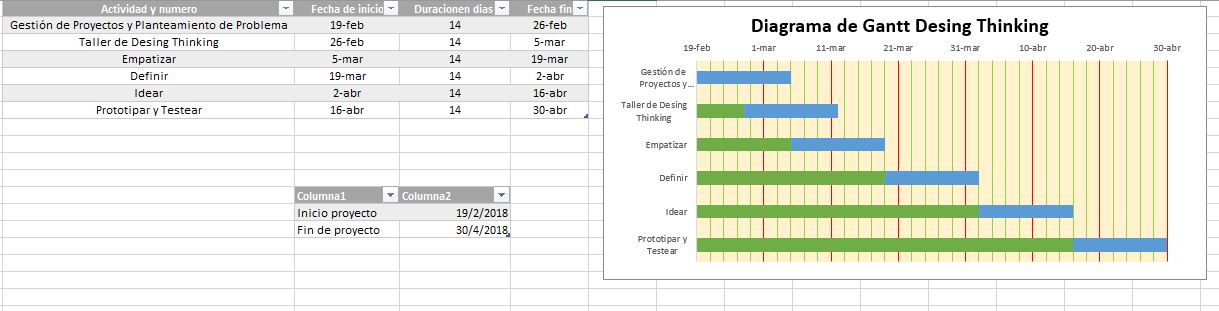 Actividad y numero Fecha de inicio Duracionen dias Fecha fin
Gestión de Proyectos y Planteamiento de Problema 19-feb 14 26-feb
Taller de Desing Thinking 26-feb 14 5-mar
Empatizar 5-mar 14 19-mar
Definir 19-mar 14 2-abr
Idear 2-abr 14 16-abr
Prototipar y Testear 16-abr 14 30-abr
Columna1 Columna2
Inicio proyecto 19/2/2018
Fin de proyecto 30/4/2018
Diagrama de Gantt Desing Thinking
19-feb 1-mar 11-mar 21-mar 31-mar 10-abr 20-abr 30-abr
Gestión de
Proyectos y...
Taller de Desing
Thinking
Empatizar
Definir
Idear
Prototipar y
Testear